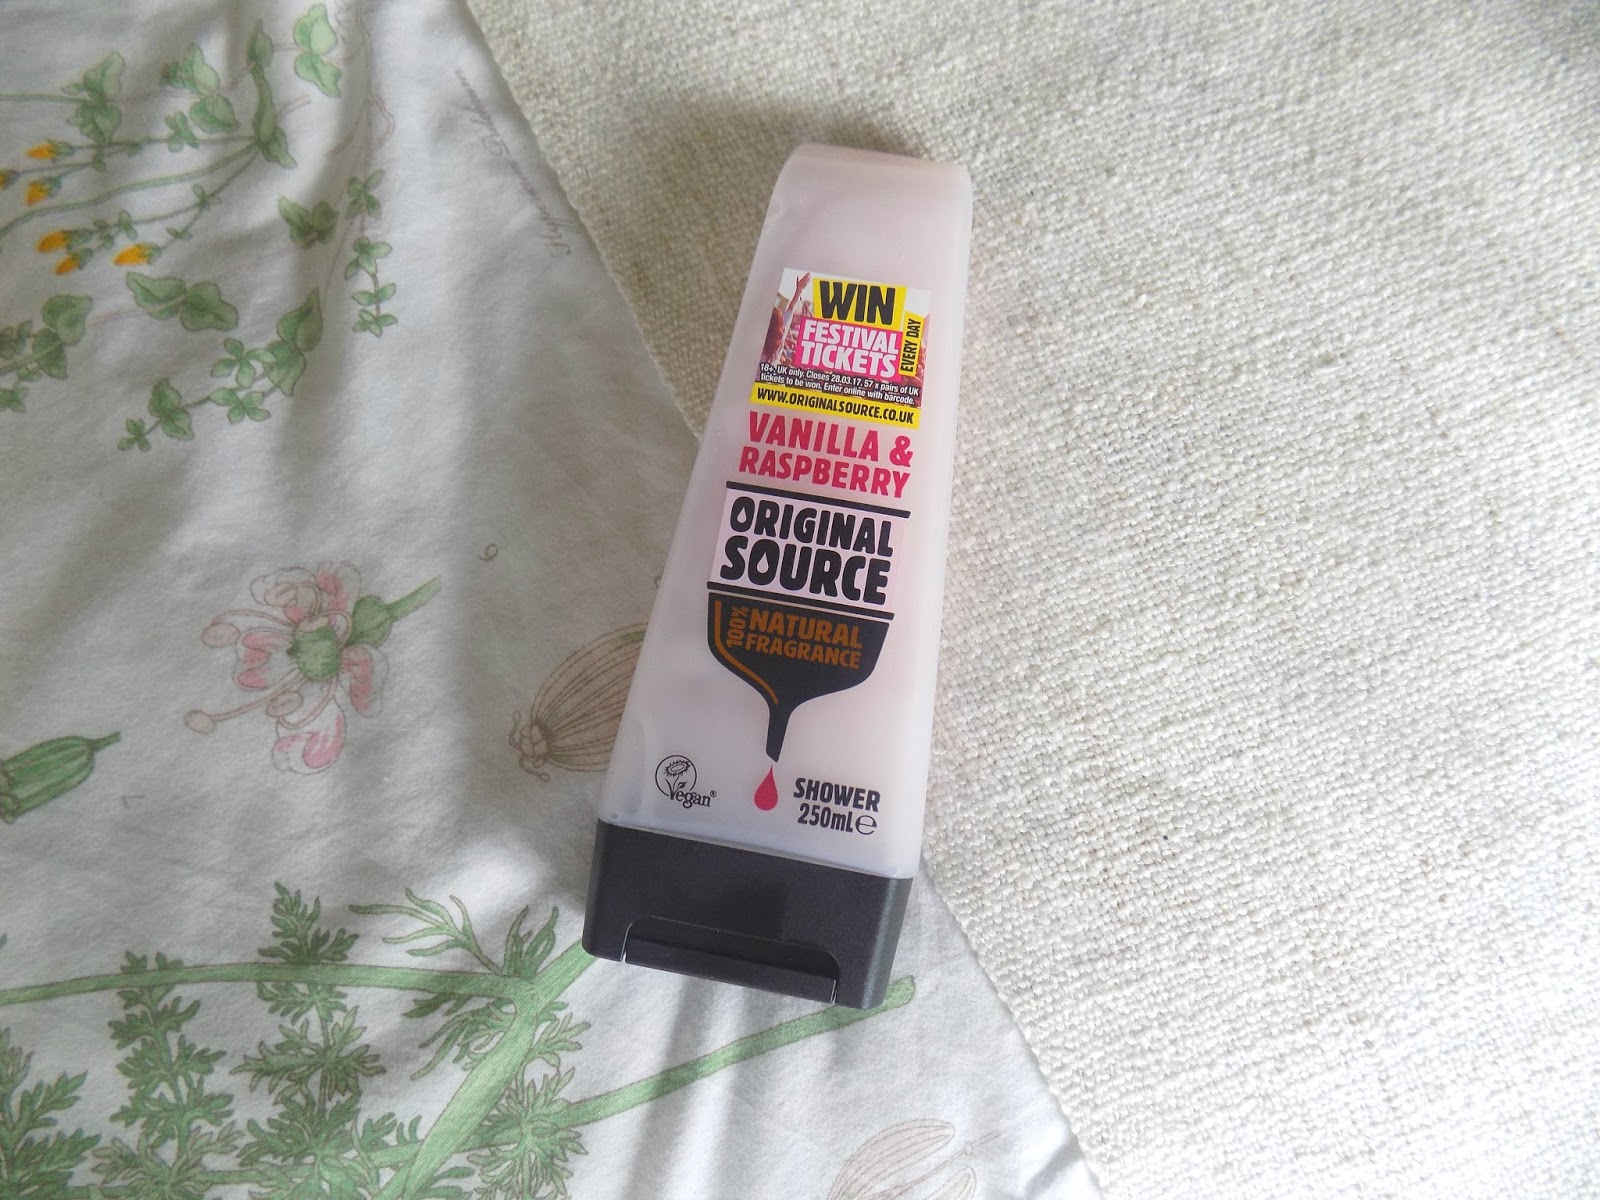 WIN
FESTIVAL
TICKETS
EVERY DAY
18+. UK only. Closes 28.03.17. 57 x pairs of UK
tickets to be won. Enter online with barcode.
WWW.ORIGINALSOURCE.CO.UK
VANILLA &
RASPBERRY
ORIGINAL
SOURCE
100% NATURAL
FRAGRANCE
Vegan®
SHOWER
250mL℮
9